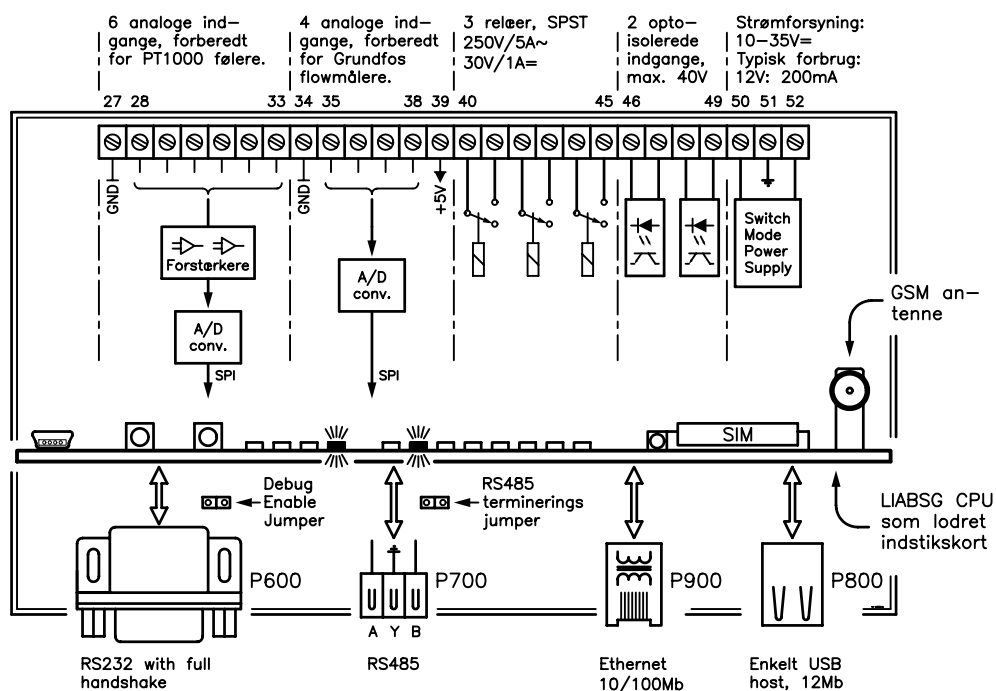 6 analoge ind-
gange, forberedt
for PT1000 følere.
4 analoge ind-
gange, forberedt
for Grundfos
flowmålere.
3 relæer, SPST
250V/5A~
30V/1A=
2 opto-
isolerede
indgange,
max. 40V
Strømforsyning:
10-35V=
Typisk forbrug:
12V: 200mA
27 28 33 34 35 38 39 40 45 46 49 50 51 52
GND
GND
+5V
Forstærkere
A/D
conv.
SPI
A/D
conv.
SPI
Switch
Mode
Power
Supply
GSM an-
tenne
SIM
Debug
Enable
Jumper
RS485
terminerings
jumper
LIABSG CPU
som lodret
indstikskort
P600
P700
P900
P800
A Y B
RS232 with full
handshake
RS485
Ethernet
10/100Mb
Enkelt USB
host, 12Mb